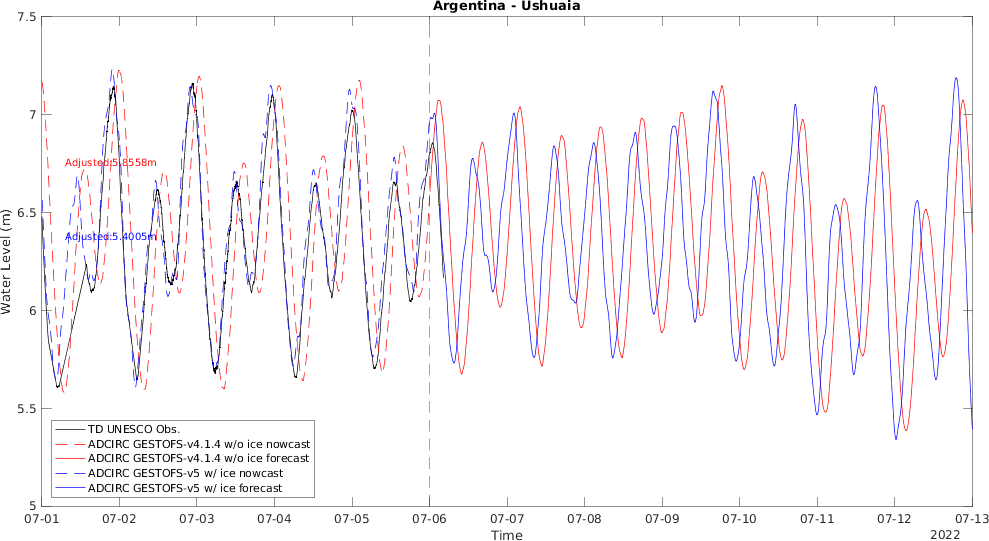 Argentina - Ushuaia
7.5
7
6.5
6
5.5
5
Water Level (m)
Adjusted:5.8558m
Adjusted:5.4005m
TD UNESCO Obs.
ADCIRC GESTOFS-v4.1.4 w/o ice nowcast
ADCIRC GESTOFS-v4.1.4 w/o ice forecast
ADCIRC GESTOFS-v5 w/ ice nowcast
ADCIRC GESTOFS-v5 w/ ice forecast
07-01 07-02 07-03 07-04 07-05 07-06 07-07 07-08 07-09 07-10 07-11 07-12 07-13
Time
2022